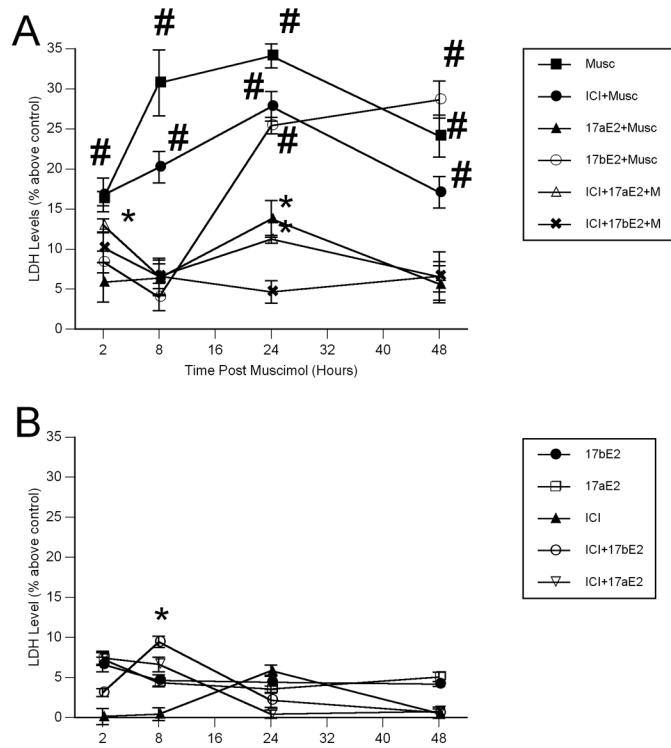 A
#
#
35
30
25
20
15
10
5
0
LDH Levels (% above control)
#
#
#
#
#
#
#
*
*
*
2
8
16
24
32
40
48
Time Post Muscimol (Hours)
Musc
ICI+Musc
17aE2+Musc
17bE2+Musc
ICI+17aE2+M
ICI+17bE2+M
B
35
30
25
20
15
10
5
0
LDH Level (% above control)
*
2
8
16
24
32
40
48
17bE2
17aE2
ICI
ICI+17bE2
ICI+17aE2